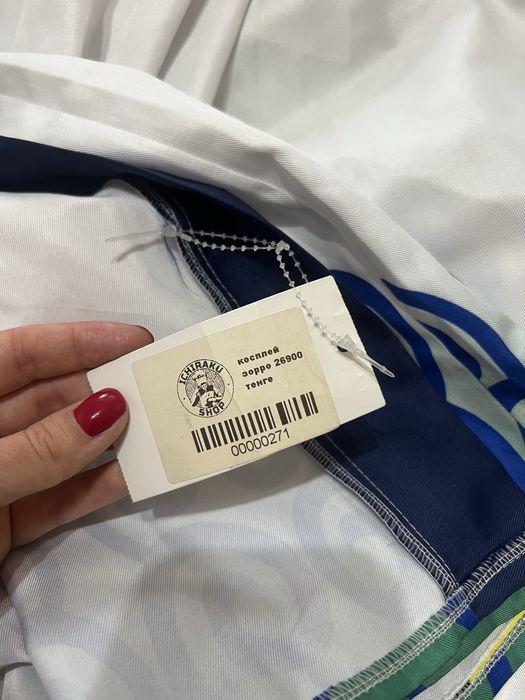 ICHIRAKU
SHOP
косплей
зорро 26900
тенге
00000271